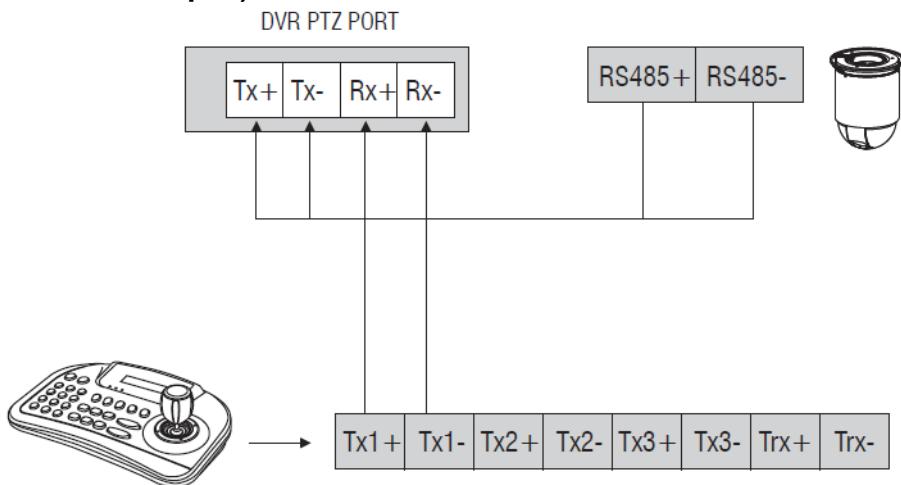 DVR PTZ PORT
Tx+ Tx- Rx+ Rx-
RS485+ RS485-
Tx1+ Tx1- Tx2+ Tx2- Tx3+ Tx3- Trx+ Trx-